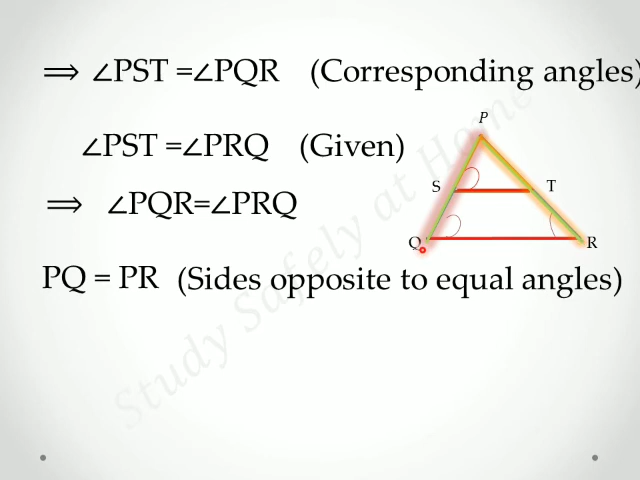 ⟹ ∠PST =∠PQR (Corresponding angles)
∠PST =∠PRQ (Given)
⟹ ∠PQR=∠PRQ
PQ = PR (Sides opposite to equal angles)
P
S T
Q R
Study Safely at Home